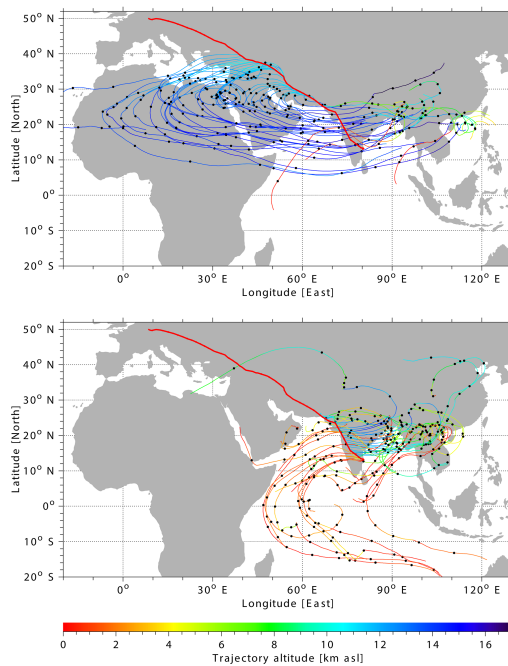 50° N
40° N
30° N
20° N
10° N
0°
10° S
20° S
Latitude [North]
0°
30° E
60° E
90° E
120° E
Longitude [East]
50° N
40° N
30° N
20° N
10° N
0°
10° S
20° S
Latitude [North]
0°
30° E
60° E
90° E
120° E
Longitude [East]
0 2 4 6 8 10 12 14 16
Trajectory altitude [km asl]